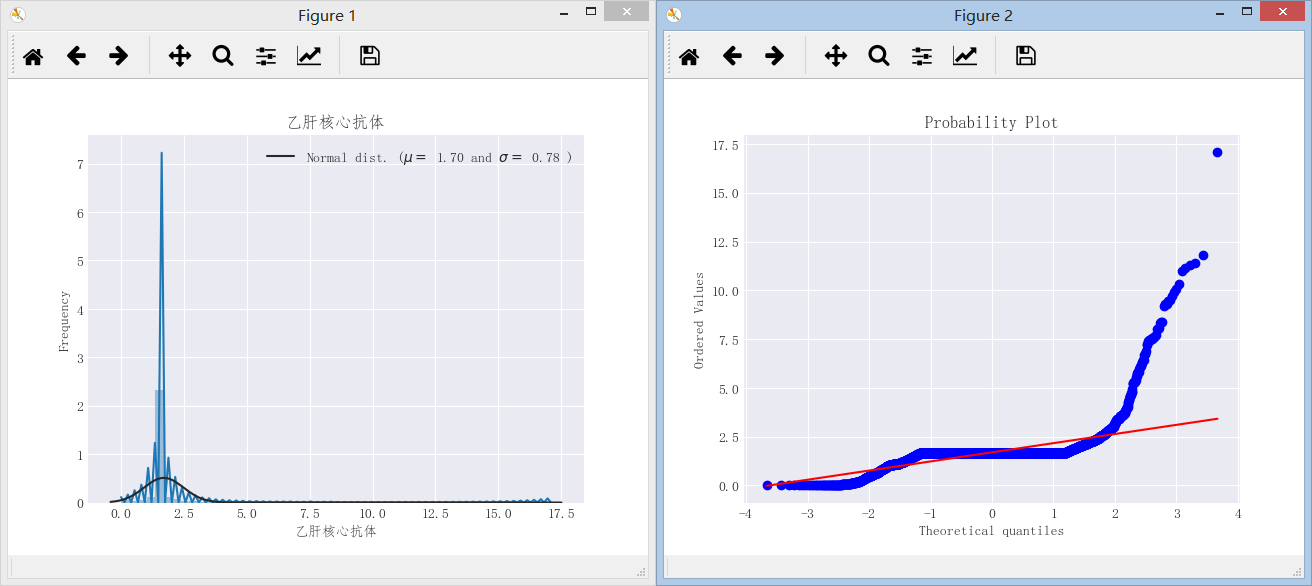 Figure 1
乙肝核心抗体
Normal dist. (μ= 1.70 and σ= 0.78 )
Frequency
7
6
5
4
3
2
1
0
0.0 2.5 5.0 7.5 10.0 12.5 15.0 17.5
乙肝核心抗体
Figure 2
Probability Plot
Ordered Values
17.5
15.0
12.5
10.0
7.5
5.0
2.5
0.0
-4 -3 -2 -1 0 1 2 3 4
Theoretical quantiles